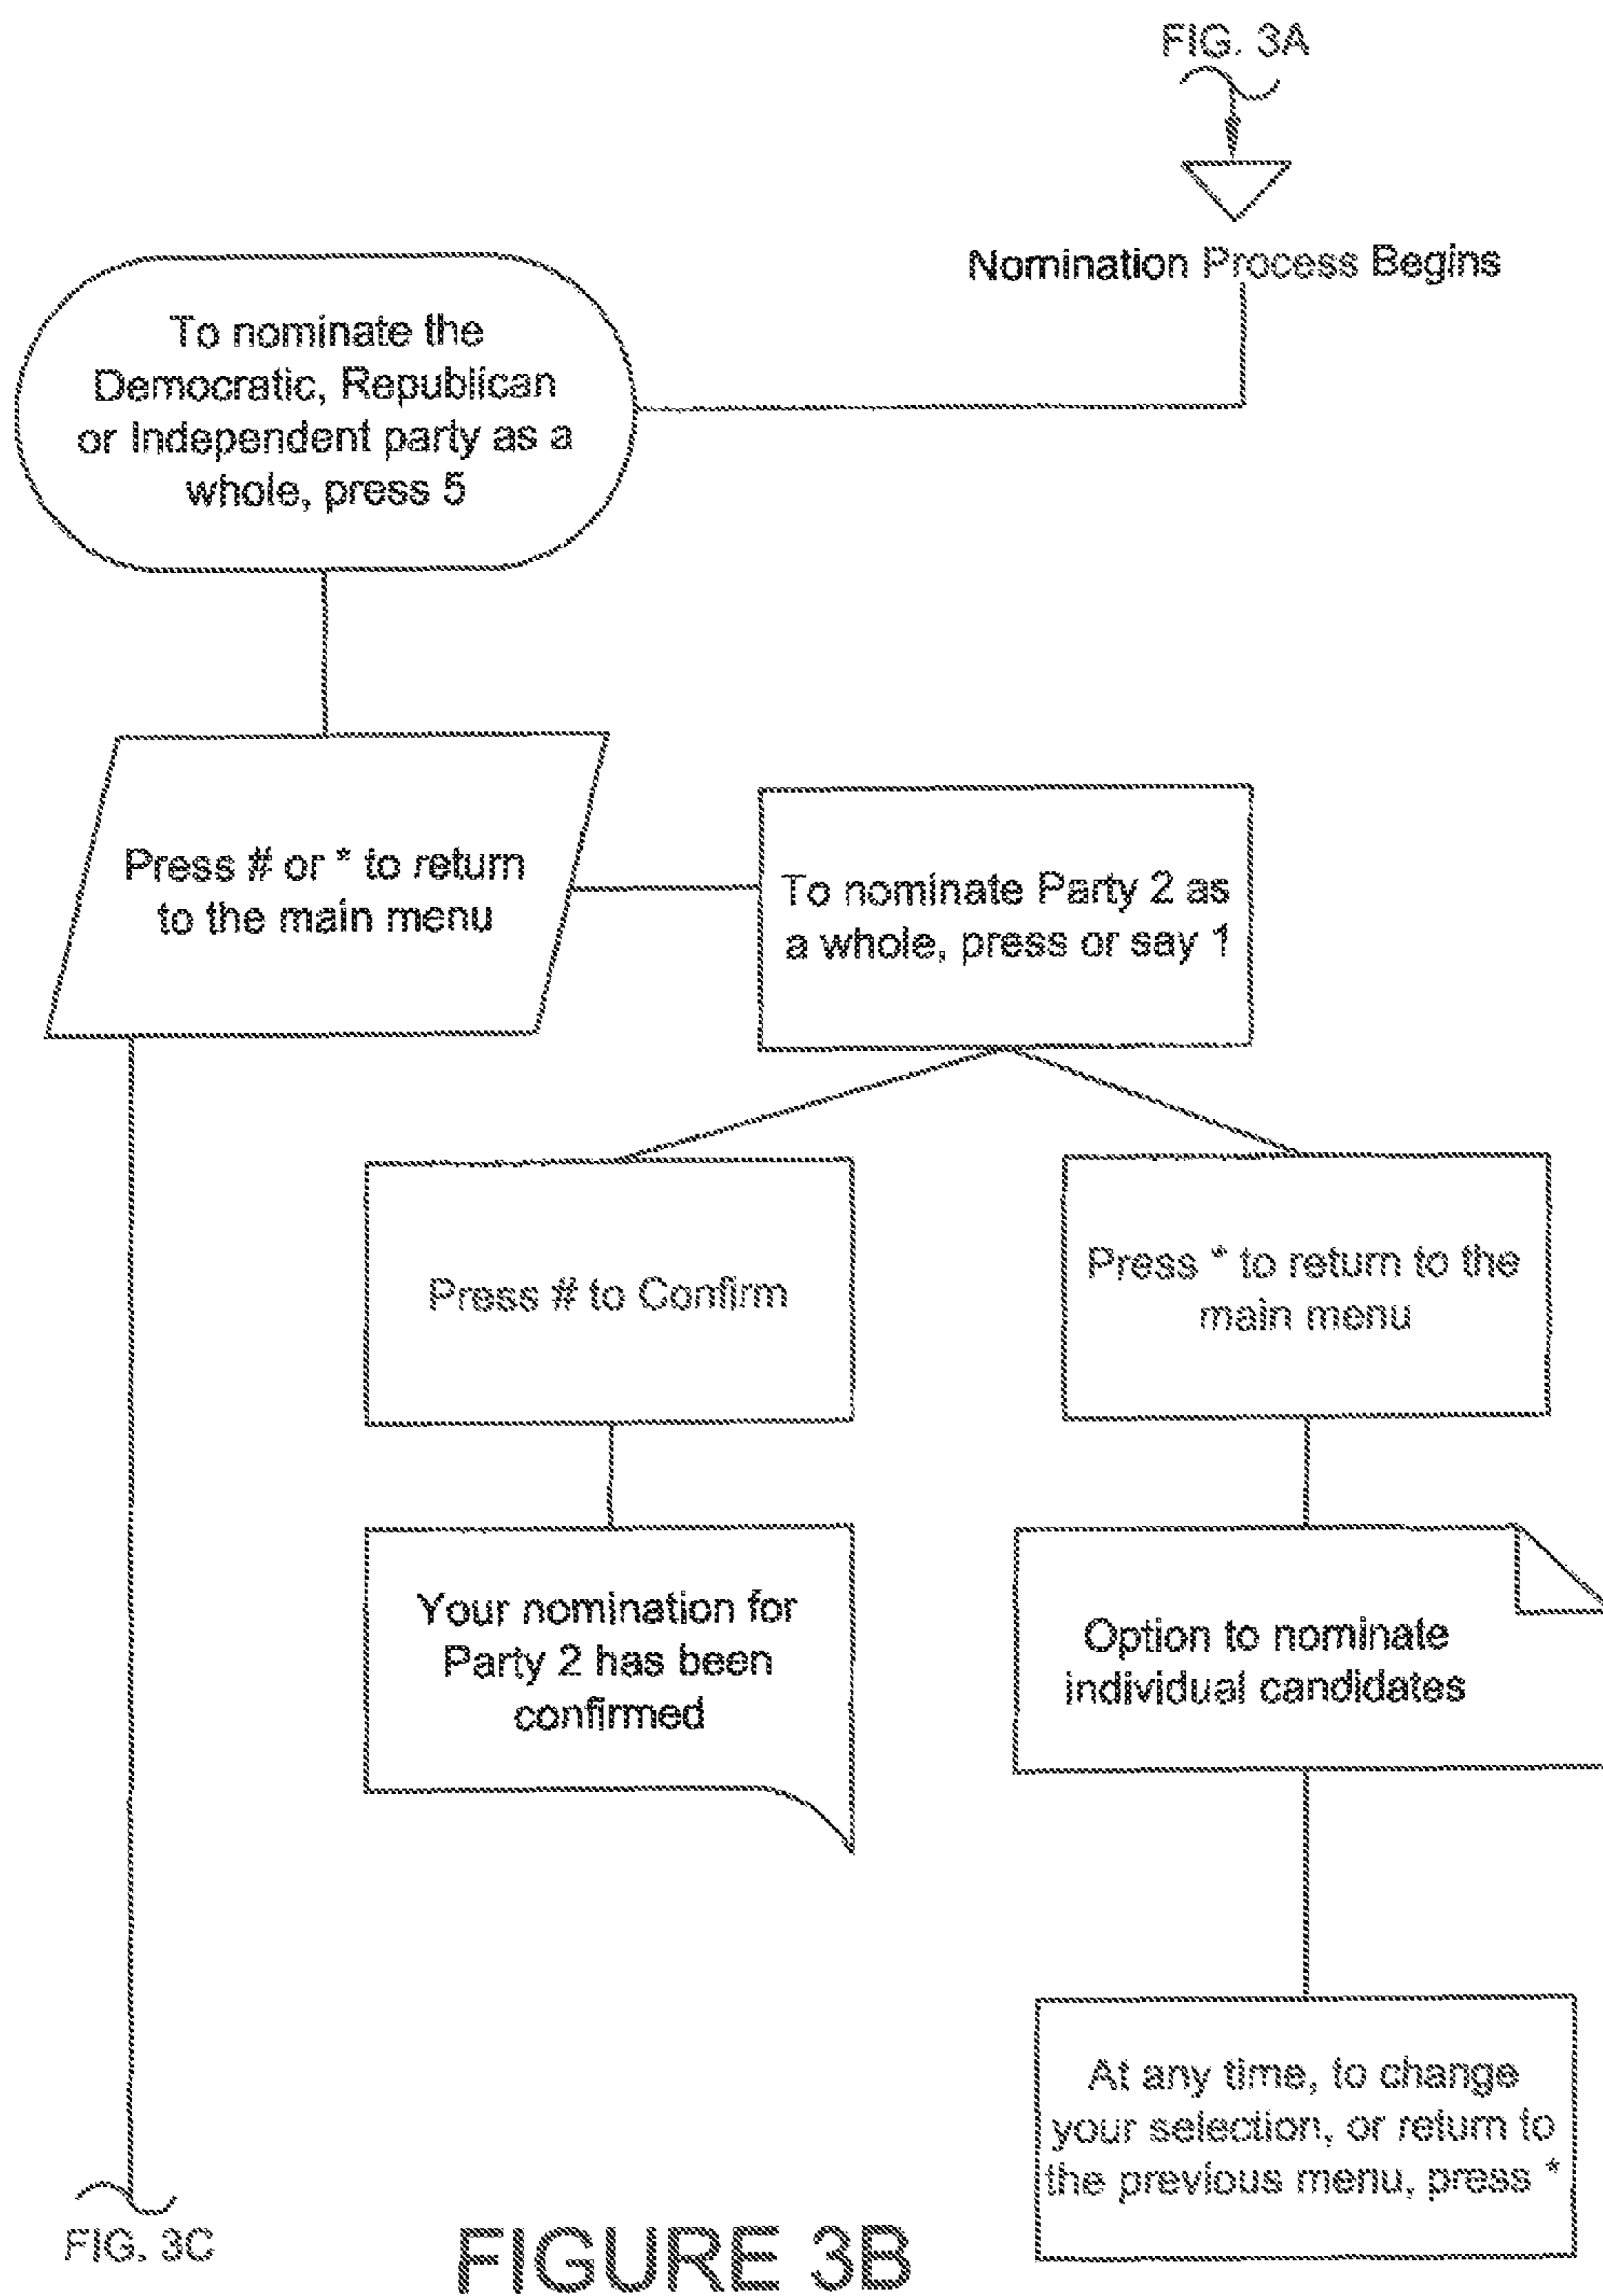 FIG. 3A
Nomination Process Begins
To nominate the
Democratic, Republican
or Independent party as a
whole, press 5
Press # or * to return
to the main menu
To nominate Party 2 as
a whole, press or say 1
Press # to Confirm
Press * to return to the
main menu
Your nomination for
Party 2 has been
confirmed
Option to nominate
individual candidates
At any time, to change
your selection, or return to
the previous menu, press *
FIG. 3C
FIGURE 3B